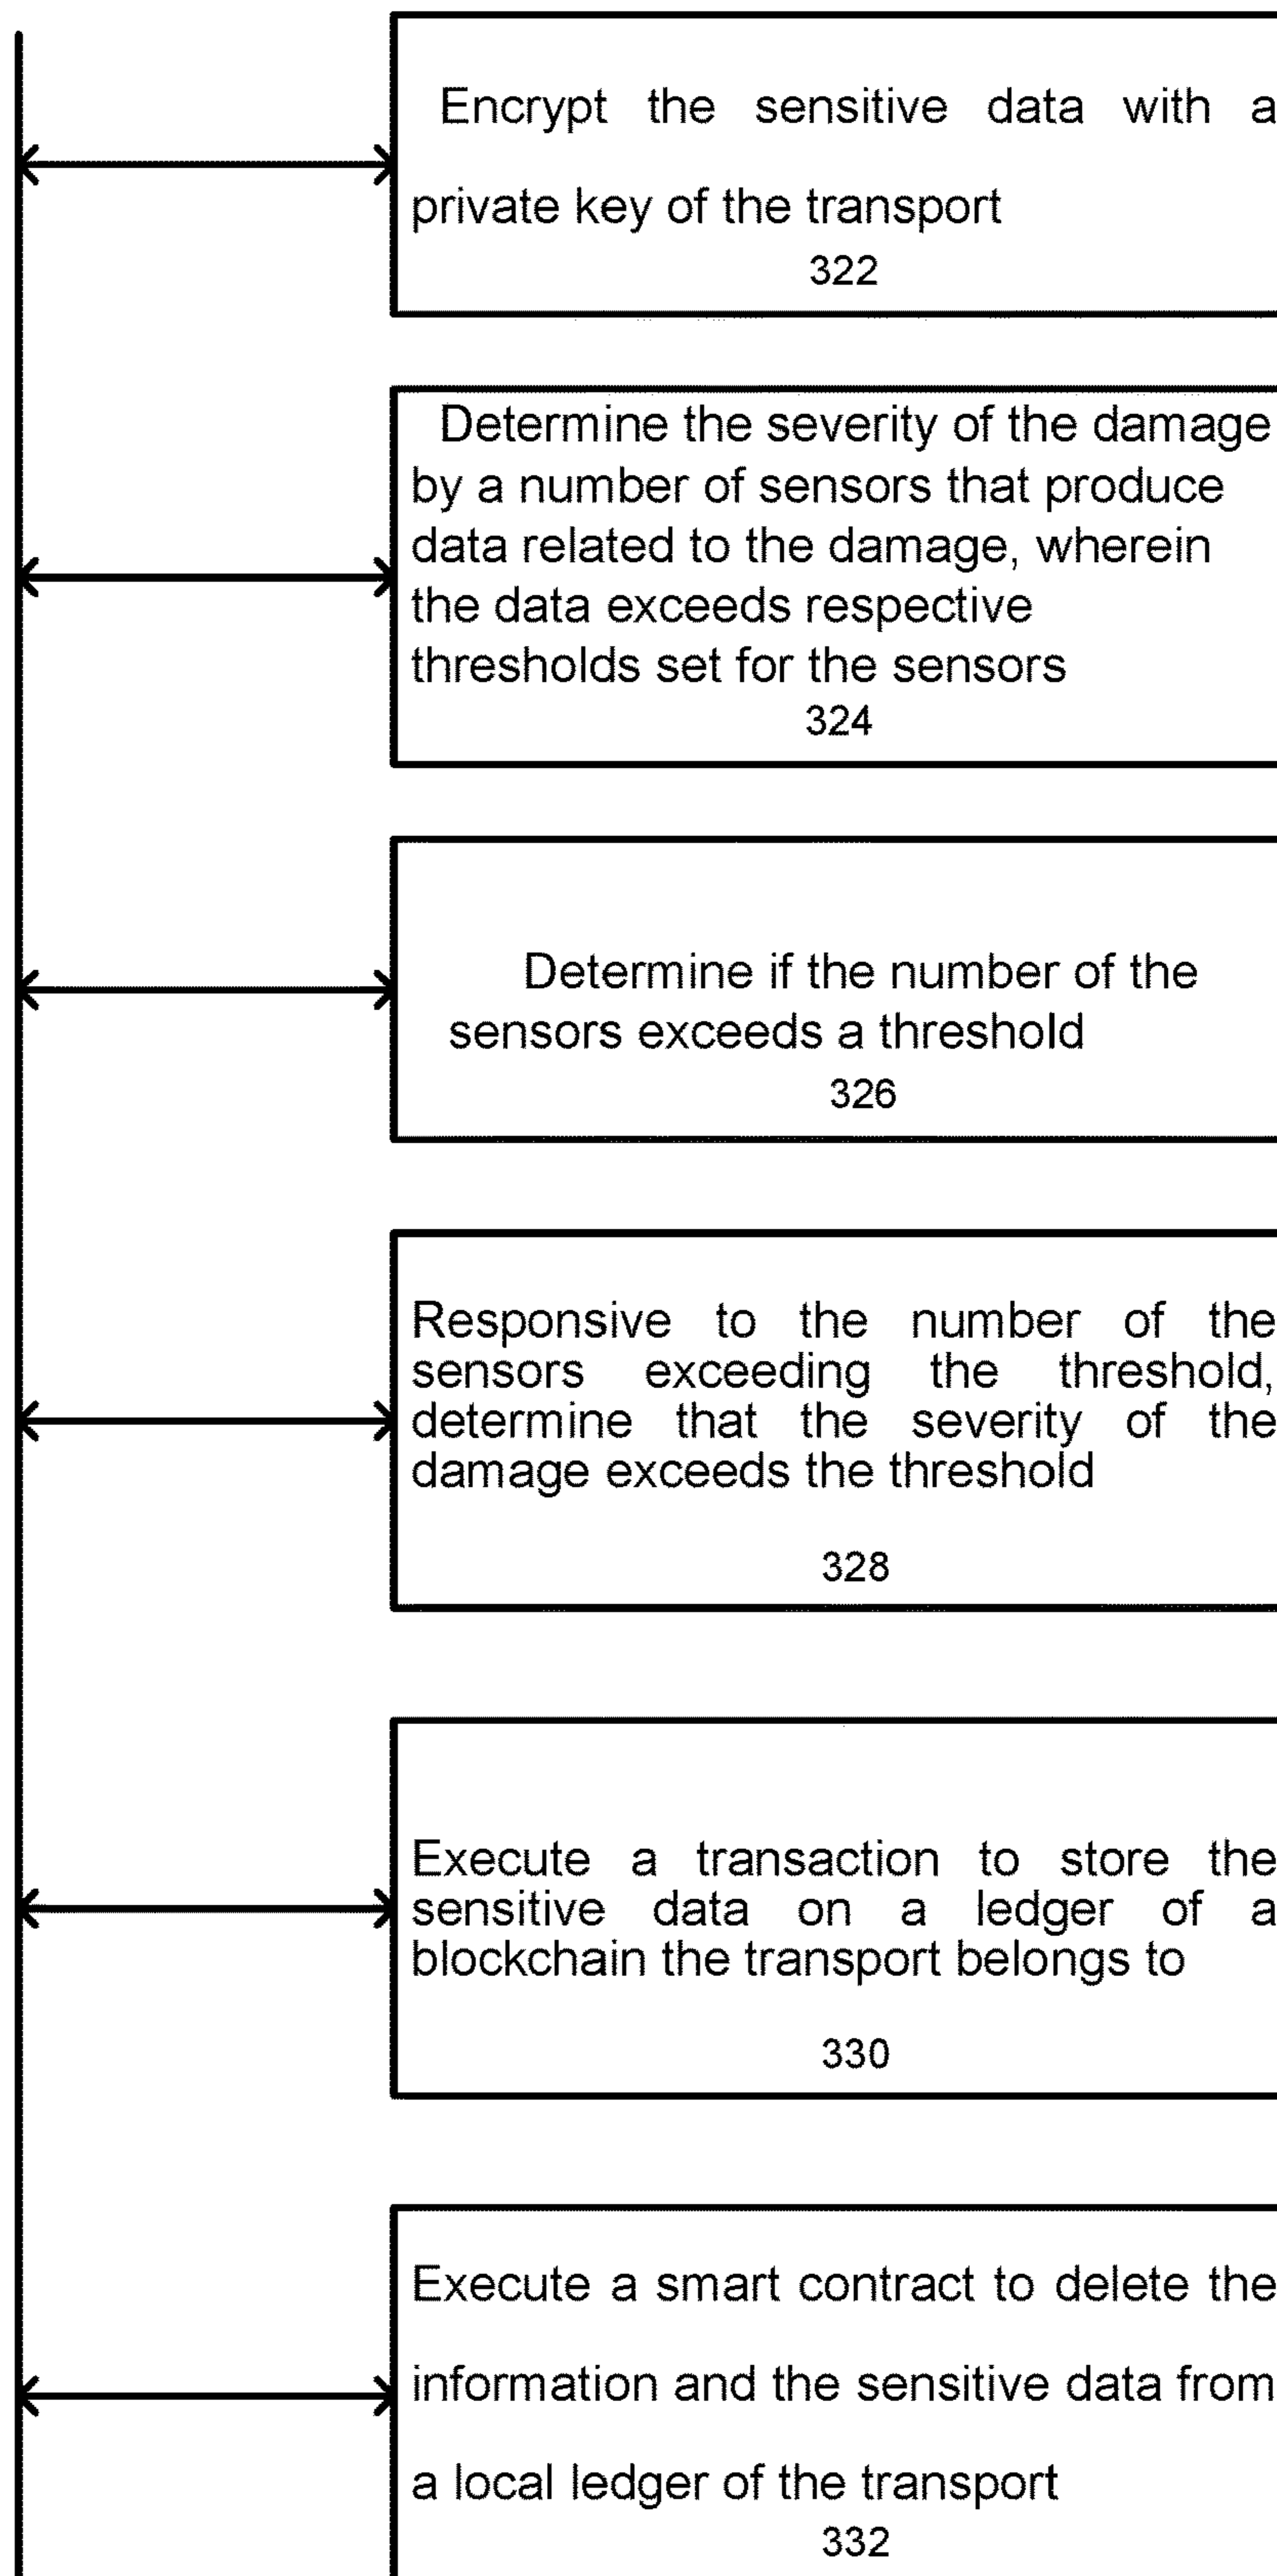 Encrypt the sensitive data with a
private key of the transport
322
Determine the severity of the damage
by a number of sensors that produce
data related to the damage, wherein
the data exceeds respective
thresholds set for the sensors
324
Determine if the number of the
sensors exceeds a threshold
326
Responsive to the number of the
sensors exceeding the threshold,
determine that the severity of the
damage exceeds the threshold
328
Execute a transaction to store the
sensitive data on a ledger of a
blockchain the transport belongs to
330
Execute a smart contract to delete the
information and the sensitive data from
a local ledger of the transport
332